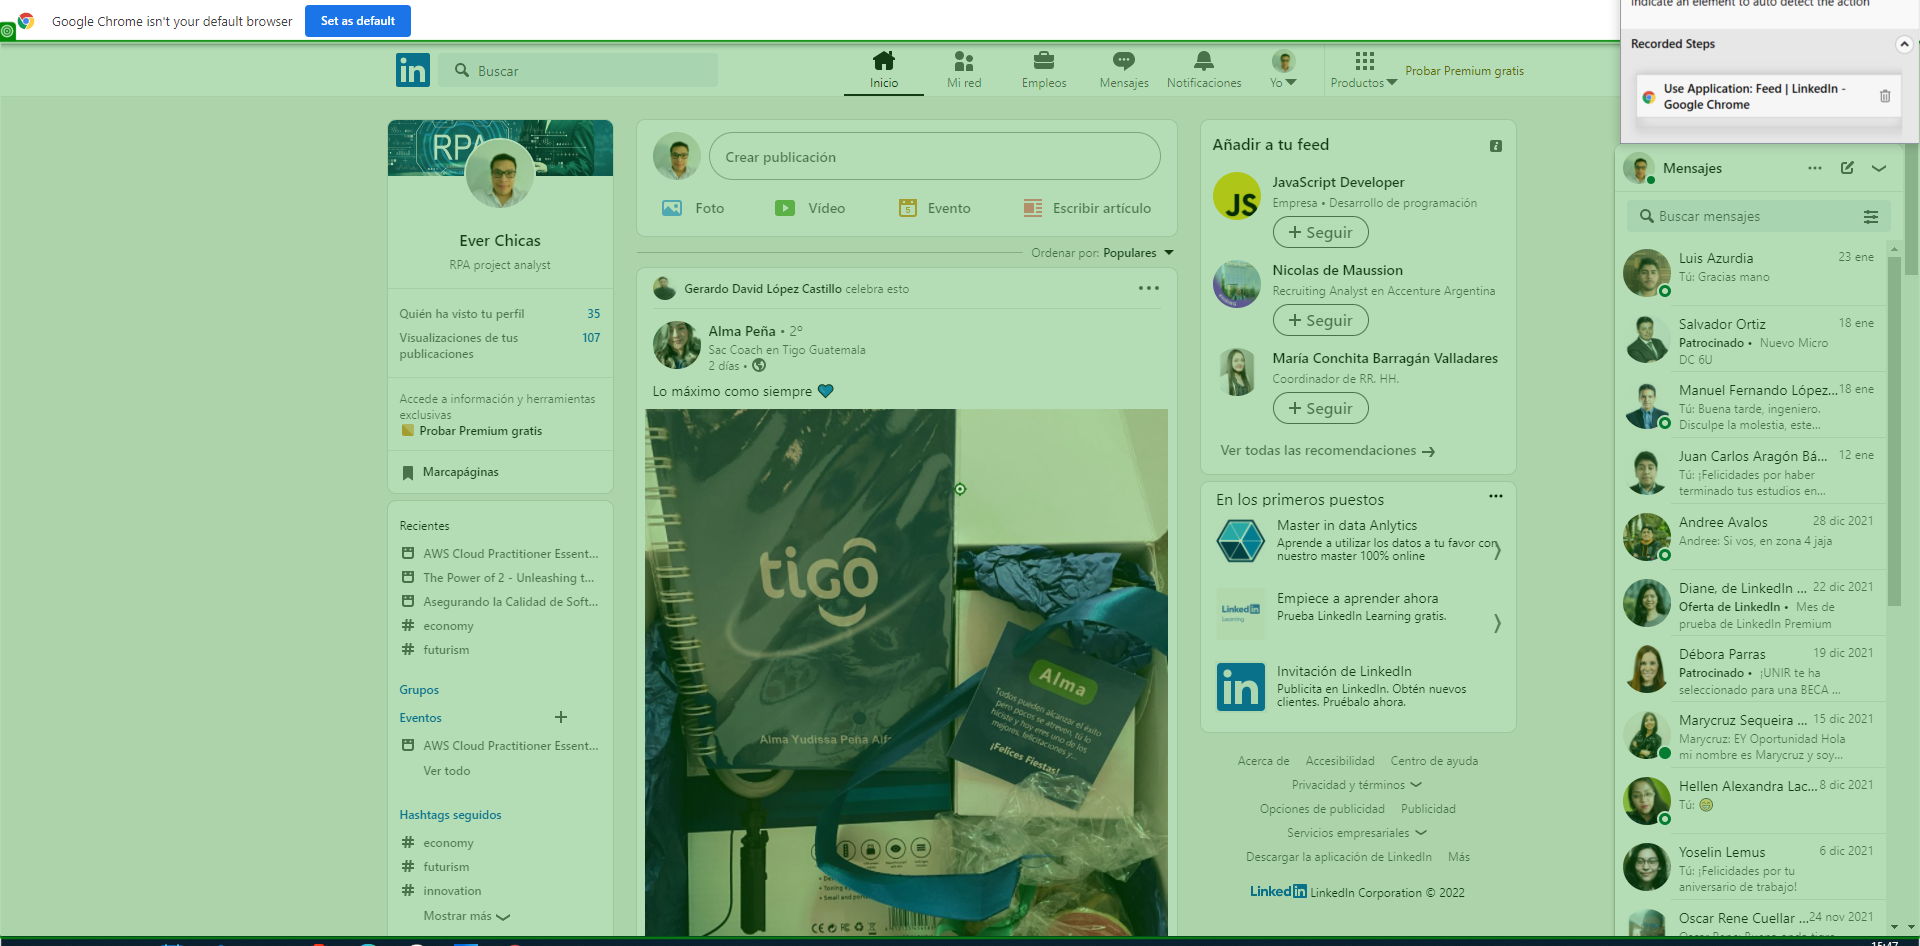 Google Chrome isn't your default browser
Set as default
Indicate an element to auto detect the action
Recorded Steps
Use Application: Feed | LinkedIn -
Google Chrome
in
Buscar
Inicio
Mi red
Empleos
Mensajes
Notificaciones
Yo
Productos
Probar Premium gratis
RPA
Ever Chicas
RPA project analyst
Quién ha visto tu perfil
35
Visualizaciones de tus
publicaciones
107
Accede a información y herramientas
exclusivas
Probar Premium gratis
Marcapáginas
Recientes
AWS Cloud Practitioner Essent...
The Power of 2 - Unleashing t...
Asegurando la Calidad de Soft...
# economy
# futurism
Grupos
Eventos
AWS Cloud Practitioner Essent...
Ver todo
Hashtags seguidos
# economy
# futurism
# innovation
Mostrar más
Crear publicación
Foto
Vídeo
Evento
Escribir artículo
Ordenar por: Populares
Gerardo David López Castillo celebra esto
Alma Peña • 2º
Sac Coach en Tigo Guatemala
2 días •
Lo máximo como siempre
tigo
Alma Yudissa Peña Alf
Alma
Todos pueden alcanzar el éxito
pero pocos se atreven, Tú lo
hiciste y hoy eres uno de los
mejores, felicitaciones y...
¡Felices Fiestas!
Añadir a tu feed
JS
JavaScript Developer
Empresa • Desarrollo de programación
+ Seguir
Nicolas de Maussion
Recruiting Analyst en Accenture Argentina
+ Seguir
María Conchita Barragán Valladares
Coordinador de RR. HH.
+ Seguir
Ver todas las recomendaciones
En los primeros puestos
Master in data Anlytics
Aprende a utilizar los datos a tu favor con
nuestro master 100% online
Linked in
Learning
Empiece a aprender ahora
Prueba LinkedIn Learning gratis.
in
Invitación de LinkedIn
Publicita en LinkedIn. Obtén nuevos
clientes. Pruébalo ahora.
Acerca de
Accesibilidad
Centro de ayuda
Privacidad y términos
Opciones de publicidad
Publicidad
Servicios empresariales
Descargar la aplicación de LinkedIn
Más
Linked in LinkedIn Corporation © 2022
Mensajes
Buscar mensajes
Luis Azurdia
23 ene
Tú: Gracias mano
Salvador Ortiz
18 ene
Patrocinado • Nuevo Micro
DC 6U
Manuel Fernando López...
18 ene
Tú: Buena tarde, ingeniero.
Disculpe la molestia, este...
Juan Carlos Aragón Bá...
12 ene
Tú: ¡Felicidades por haber
terminado tus estudios en...
Andree Avalos
28 dic 2021
Andree: Si vos, en zona 4 jaja
Diane, de LinkedIn ...
22 dic 2021
Oferta de LinkedIn • Mes de
prueba de LinkedIn Premium
Débora Parras
19 dic 2021
Patrocinado • ¡UNIR te ha
seleccionado para una BECA ...
Marycruz Sequeira ...
15 dic 2021
Marycruz: EY Oportunidad Hola
mi nombre es Marycruz y soy...
Hellen Alexandra Lac...
8 dic 2021
Tú:
Yoselin Lemus
6 dic 2021
Tú: ¡Felicidades por tu
aniversario de trabajo!
Oscar Rene Cuellar ...
24 nov 2021